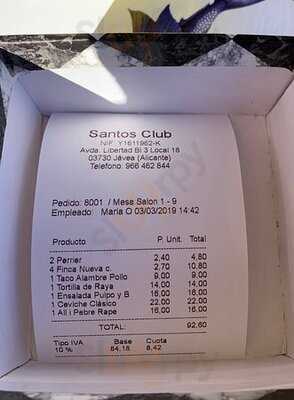 Santos Club
NIF: Y1611962-K
Avda. Libertad Bl 3 Local 18
03730 Jávea (Alicante)
Telefono: 966 462 844
Pedido: 8001 / Mesa Salon 1 - 9
Empleado: Maria O 03/03/2019 14:42
Producto P. Unit. Total
2 Perrier 2,40 4,80
4 Finca Nueva c. 2,70 10,80
1 Taco Alambre Pollo 9,00 9,00
1 Tortilla de Raya 14,00 14,00
1 Ensalada Pulpo y B 16,00 16,00
1 Ceviche Clásico 22,00 22,00
1 All i Pebre Rape 16,00 16,00
TOTAL: 92,60
Tipo IVA Base Cuota
10 % 84,18 8,42